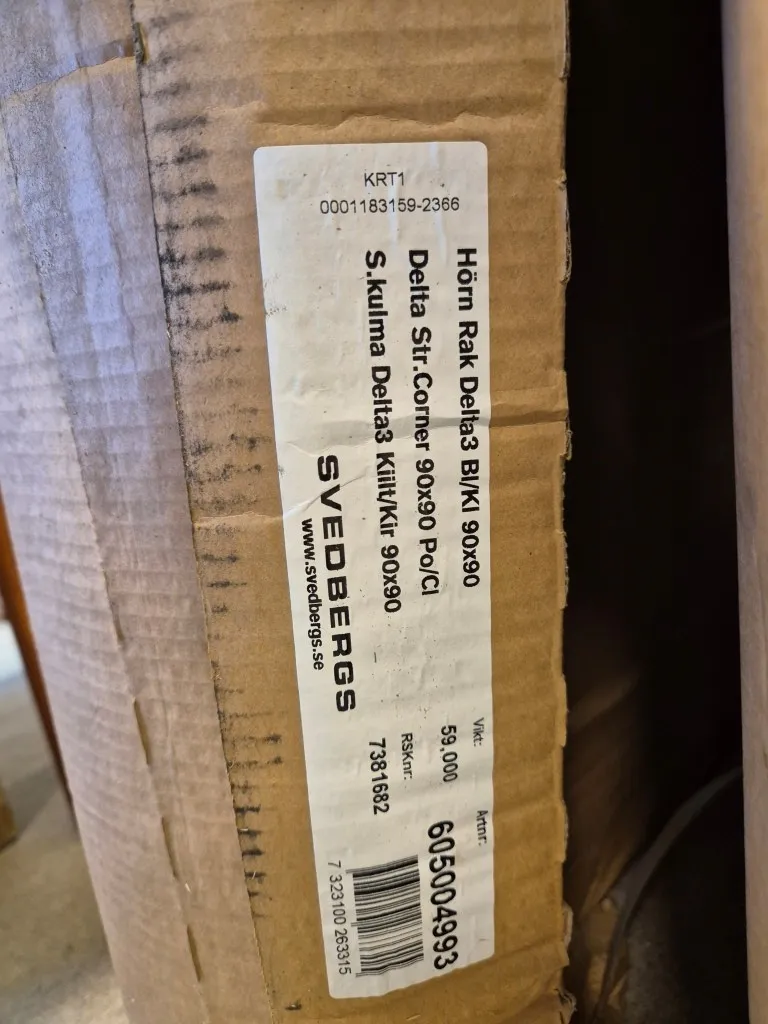 KRT1
0001183159-2366
Hörn Rak Delta3 Bl/Kl 90x90
Delta Str.Corner 90x90 Po/Cl
S.kulma Delta3 Kiilt/Kir 90x90
SVEDBERGS
www.svedbergs.se
Vikt:
59,000
RSKnr:
7381682
Artnr:
605004993
7 323100 263315